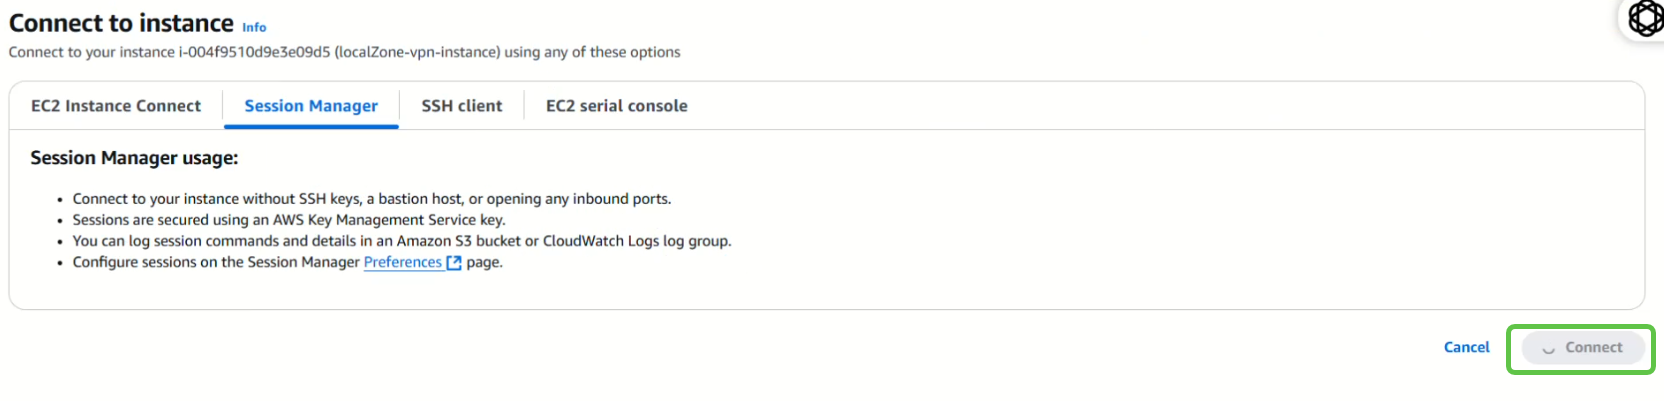 Connect to instance Info
Connect to your instance i-004f9510d9e3e09d5 (localZone-vpn-instance) using any of these options
EC2 Instance Connect Session Manager SSH client EC2 serial console
Session Manager usage:
• Connect to your instance without SSH keys, a bastion host, or opening any inbound ports.
• Sessions are secured using an AWS Key Management Service key.
• You can log session commands and details in an Amazon S3 bucket or CloudWatch Logs log group.
• Configure sessions on the Session Manager Preferences page.
Cancel Connect